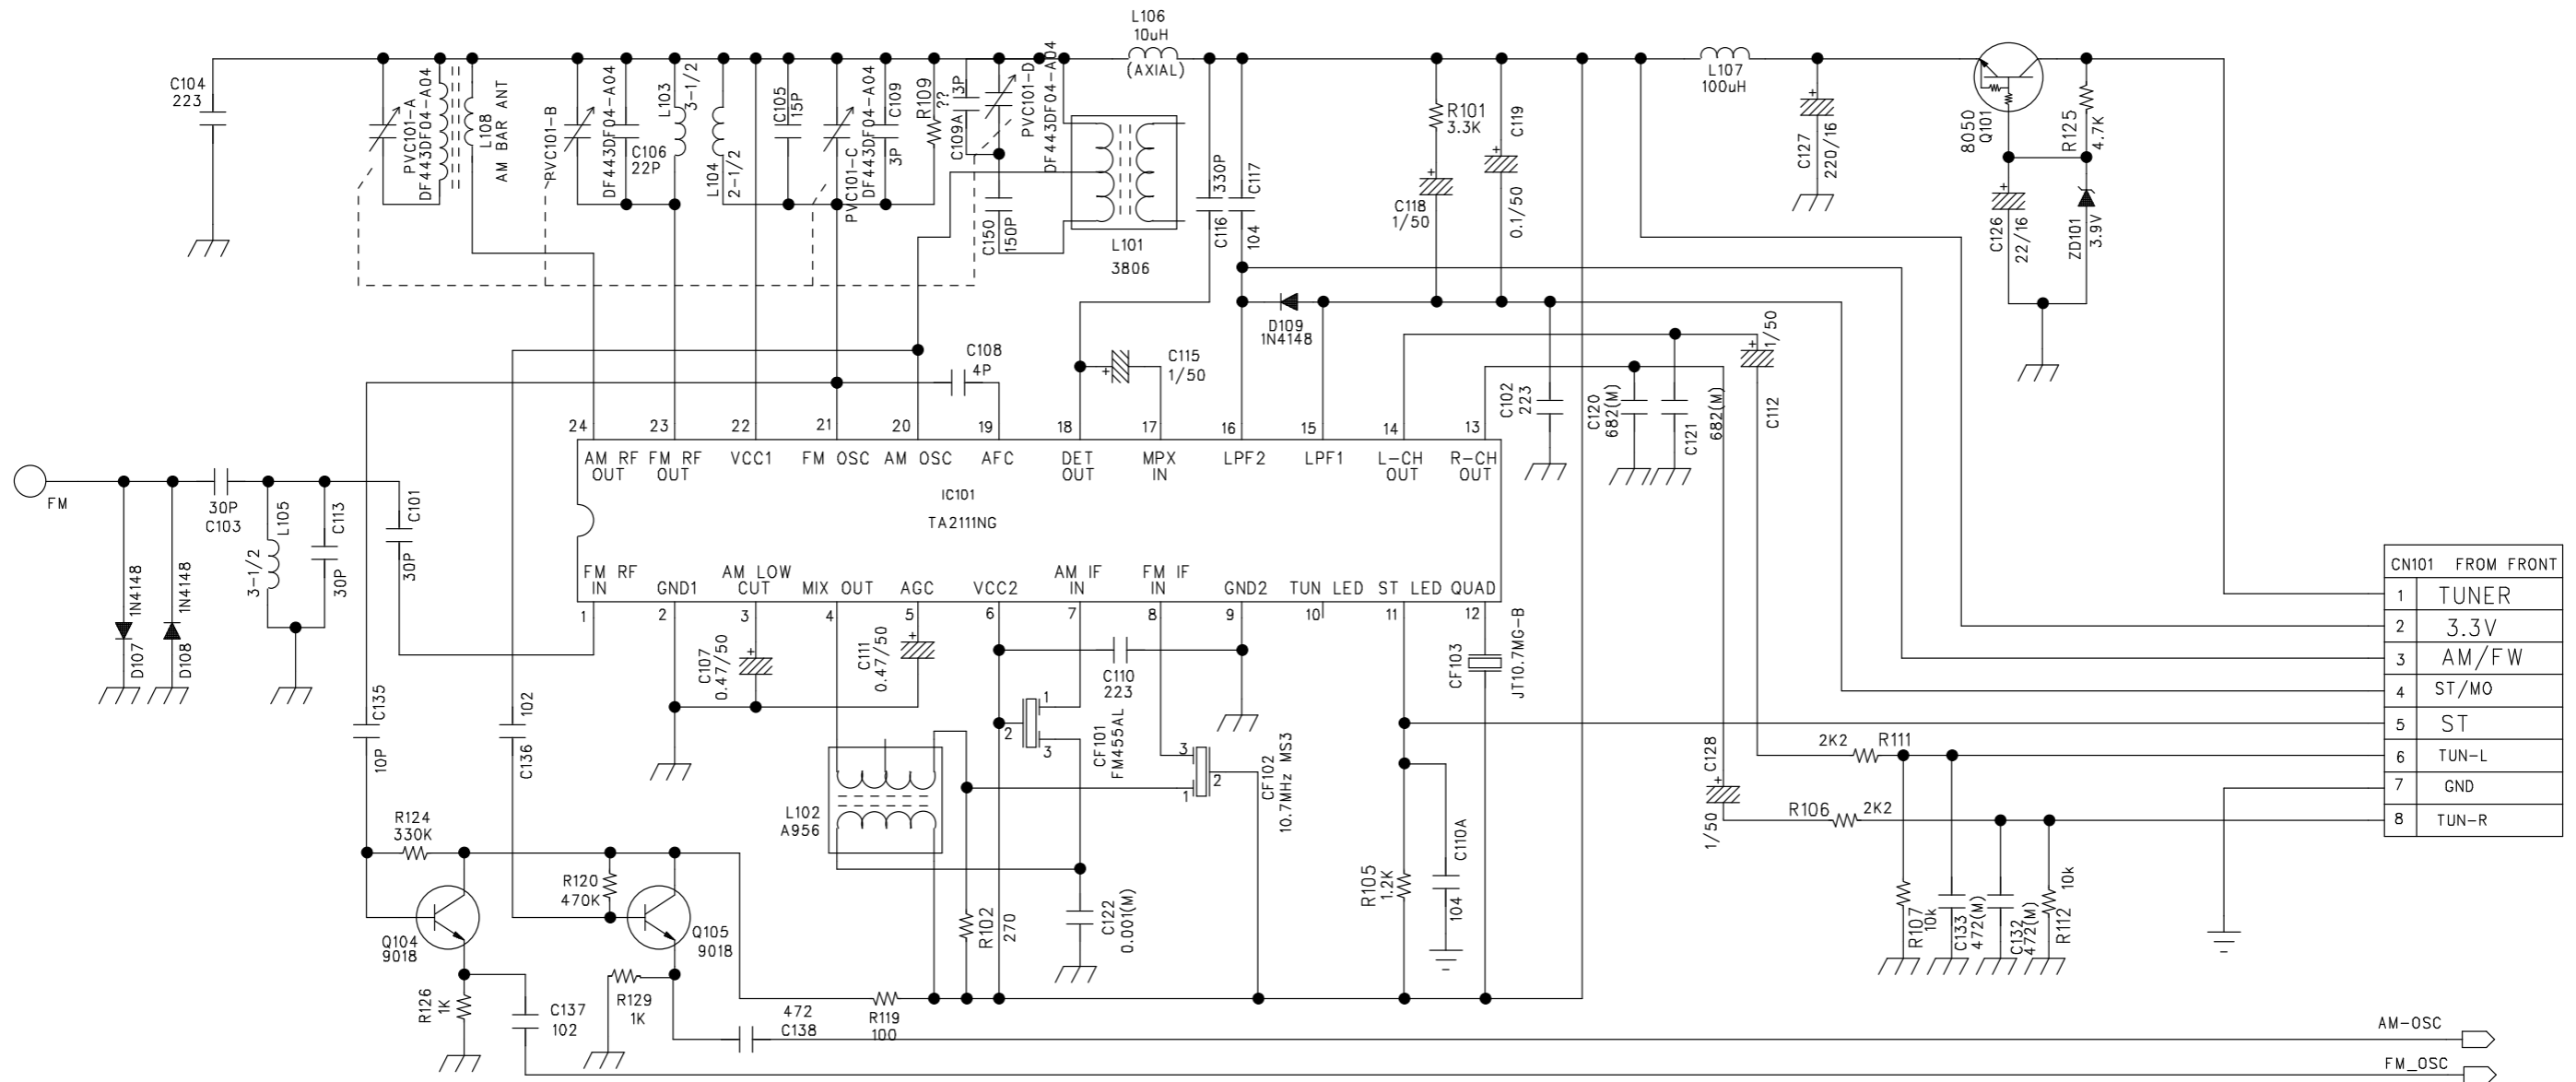 L106
10uH
(AXIAL)
C104
223
PVC101-A
DF443DF04-A04
L108
AM BAR ANT
PVC101-B
DF443DF04-A04
C106
22P
L103
3-1/2
L104
2-1/2
C105
15P
PVC101-C
DF443DF04-A04
C109
3P
R109
??
C109A
3P
PVC101-D
DF443DF04-A04
C150
150P
L101
3806
330P
C116
C117
104
R101
3.3K
C118
1/50
+
C119
0.1/50
+
L107
100uH
C127
220/16
+
8050
Q101
R125
4.7K
C126
22/16
+
ZD101
3.9V
D109
1N4148
C108
4P
C115
1/50
+
C102
223
C120
682(M)
C121
682(M)
1/50
+
C112
24
23
22
21
20
19
18
17
16
15
14
13
AM RF
OUT
FM RF
OUT
VCC1
FM OSC
AM OSC
AFC
DET
OUT
MPX
IN
LPF2
LPF1
L-CH
OUT
R-CH
OUT
IC101
TA2111NG
FM RF
IN
GND1
AM LOW
CUT
MIX OUT
AGC
VCC2
AM IF
IN
FM IF
IN
GND2
TUN LED
ST LED
QUAD
1
2
3
4
5
6
7
8
9
10
11
12
FM
30P
C103
L105
3-1/2
C113
30P
C101
30P
1N4148
D107
1N4148
D108
C107
0.47/50
+
C111
0.47/50
+
C110
223
CF103
JT10.7MG-B
1
2
3
CF101
FM455AL
3
2
1
CF102
10.7MHz MS3
C135
10P
102
C136
L102
A956
C128
1/50
+
2K2
R111
R106
2K2
R124
330K
R120
470K
Q104
9018
Q105
9018
R102
270
C122
0.001(M)
R105
1.2K
C110A
104
R107
10k
C133
472(M)
C132
472(M)
R112
10k
R126
1K
R129
1K
C137
102
472
C138
R119
100
CN101 FROM FRONT
1 TUNER
2 3.3V
3 AM/FW
4 ST/MO
5 ST
6 TUN-L
7 GND
8 TUN-R
AM-OSC
FM_OSC